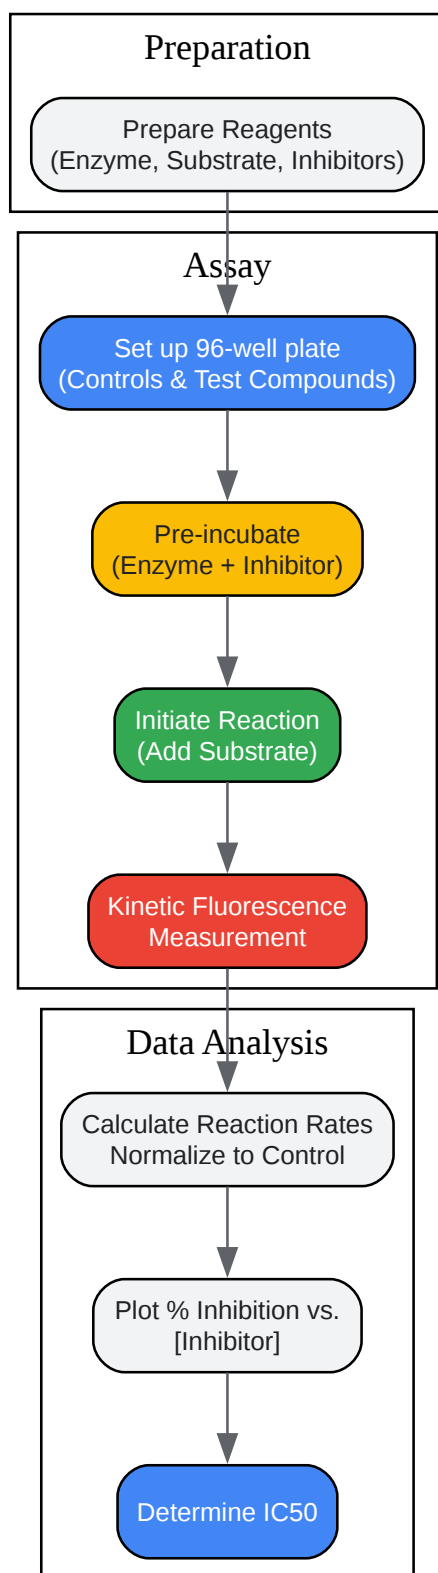 Preparation
Prepare Reagents
(Enzyme, Substrate, Inhibitors)
Assay
Set up 96-well plate
(Controls & Test Compounds)
Pre-incubate
(Enzyme + Inhibitor)
Initiate Reaction
(Add Substrate)
Kinetic Fluorescence
Measurement
Data Analysis
Calculate Reaction Rates
Normalize to Control
Plot % Inhibition vs.
[Inhibitor]
Determine IC50